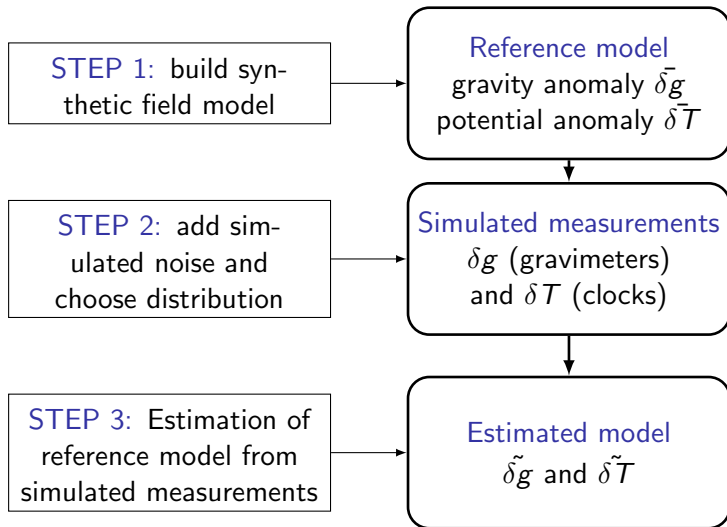 STEP 1: build syn-
thetic field model
Reference model
gravity anomaly δ̄g
potential anomaly δ̄T
STEP 2: add sim-
ulated noise and
choose distribution
Simulated measurements
δg (gravimeters)
and δT (clocks)
STEP 3: Estimation of
reference model from
simulated measurements
Estimated model
δ̃g and δ̃T